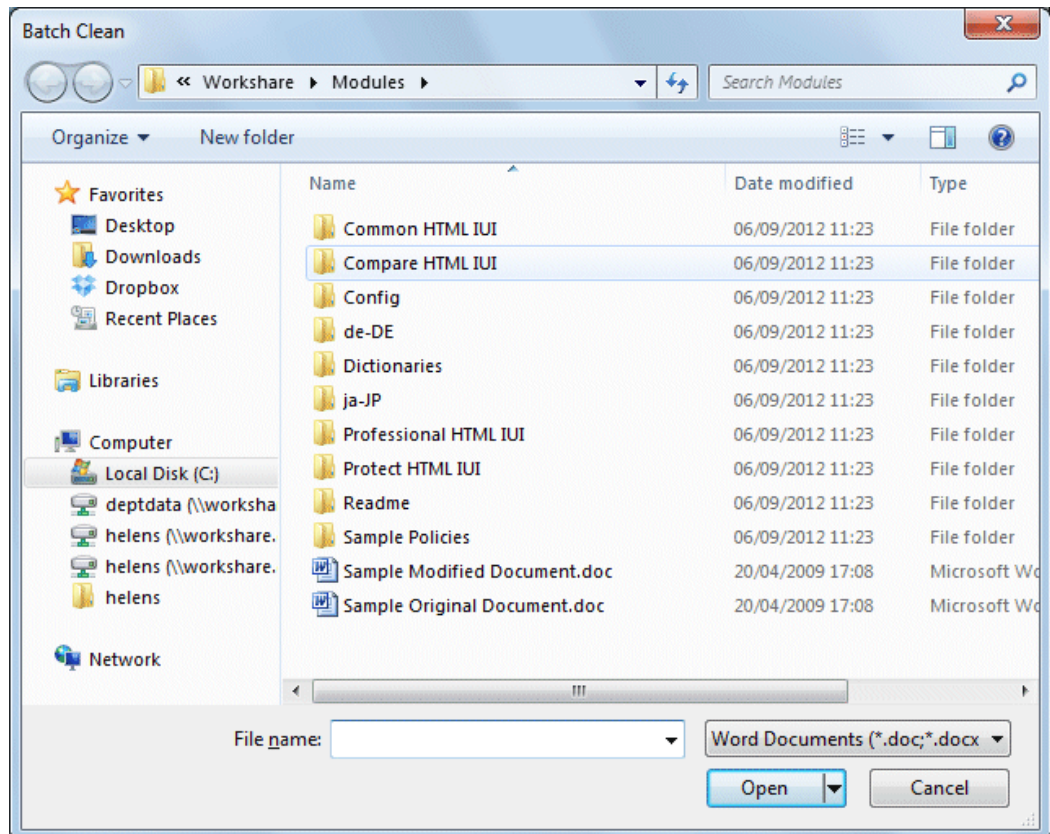 Batch Clean
« Workshare ▸ Modules ▸
Search Modules
Organize
New folder
Favorites
Desktop
Downloads
Dropbox
Recent Places
Libraries
Computer
Local Disk (C:)
deptdata (\\worksha
helens (\\workshare.
helens (\\workshare.
helens
Network
Name Date modified Type
Common HTML IUI 06/09/2012 11:23 File folder
Compare HTML IUI 06/09/2012 11:23 File folder
Config 06/09/2012 11:23 File folder
de-DE 06/09/2012 11:23 File folder
Dictionaries 06/09/2012 11:23 File folder
ja-JP 06/09/2012 11:23 File folder
Professional HTML IUI 06/09/2012 11:23 File folder
Protect HTML IUI 06/09/2012 11:23 File folder
Readme 06/09/2012 11:23 File folder
Sample Policies 06/09/2012 11:23 File folder
Sample Modified Document.doc 20/04/2009 17:08 Microsoft Wo
Sample Original Document.doc 20/04/2009 17:08 Microsoft Wo
File name:
Word Documents (*.doc;*.docx
Open
Cancel